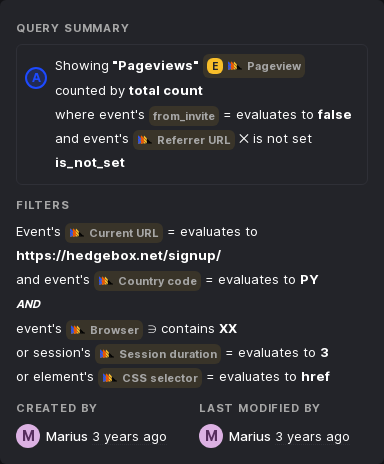 QUERY SUMMARY
A Showing "Pageviews" E Pageview
counted by total count
where event's from_invite = evaluates to false
and event's Referrer URL ✕ is not set
is_not_set
FILTERS
Event's Current URL = evaluates to
https://hedgebox.net/signup/
and event's Country code = evaluates to PY
AND
event's Browser ∋ contains XX
or session's Session duration = evaluates to 3
or element's CSS selector = evaluates to href
CREATED BY LAST MODIFIED BY
M Marius 3 years ago M Marius 3 years ago